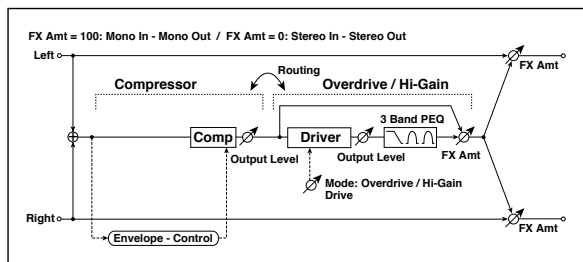 FX Amt = 100: Mono In - Mono Out / FX Amt = 0: Stereo In - Stereo Out
Left
FX Amt
Routing
Compressor
Overdrive / Hi-Gain
3 Band PEQ
Comp
Driver
Output Level
Output Level
FX Amt
Mode: Overdrive / Hi-Gain
Drive
Right
FX Amt
Envelope - Control